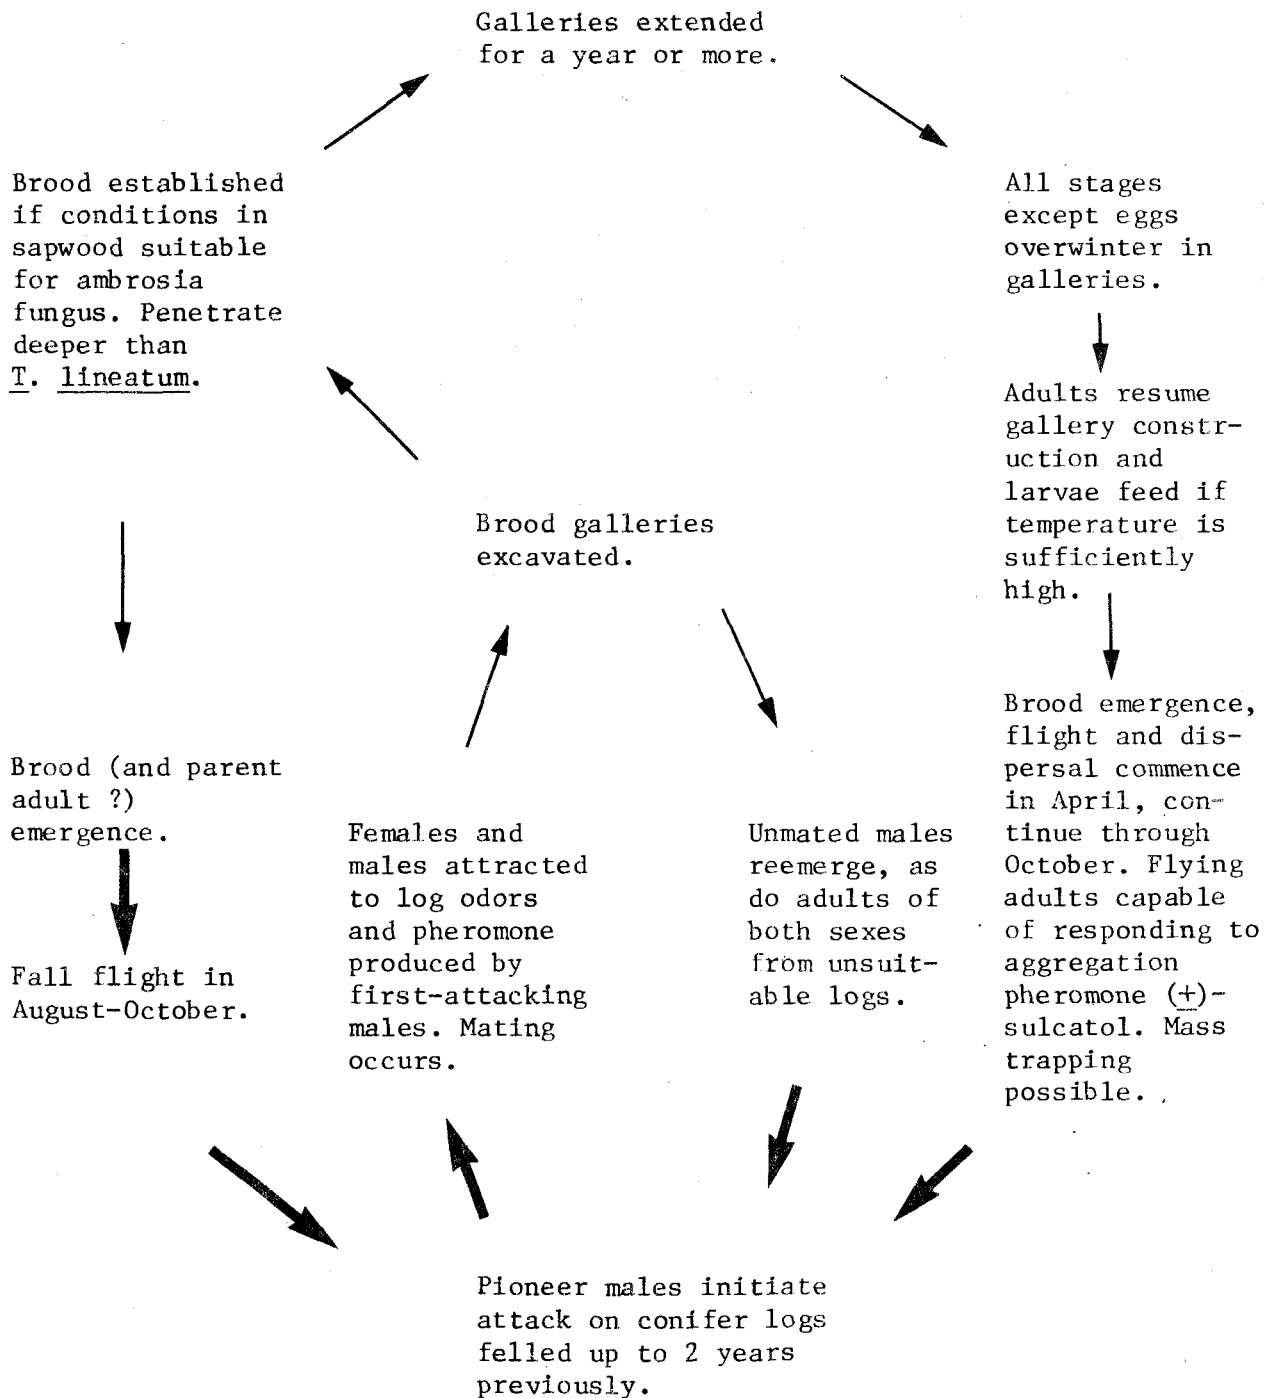 Galleries extended
for a year or more.
Brood established
if conditions in
sapwood suitable
for ambrosia
fungus. Penetrate
deeper than
T. lineatum.
All stages
except eggs
overwinter in
galleries.
Adults resume
gallery constr-
uction and
larvae feed if
temperature is
sufficiently
high.
Brood galleries
excavated.
Brood (and parent
adult ?)
emergence.
Fall flight in
August-October.
Females and
males attracted
to log odors
and pheromone
produced by
first-attacking
males. Mating
occurs.
Unmated males
reemerge, as
do adults of
both sexes
from unsuit-
able logs.
Brood emergence,
flight and dis-
persal commence
in April, con-
tinue through
October. Flying
adults capable
of responding to
aggregation
pheromone (±)-
sulcatol. Mass
trapping
possible.
Pioneer males initiate
attack on conifer logs
felled up to 2 years
previously.